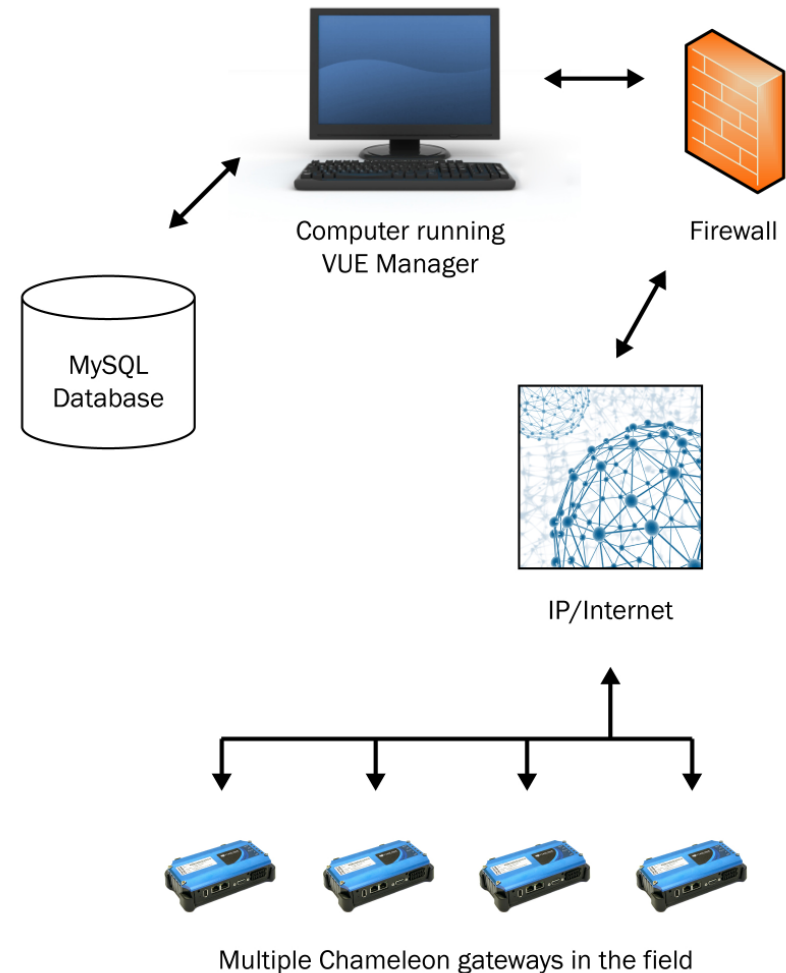 Computer running
VUE Manager
Firewall
MySQL
Database
IP/Internet
Multiple Chameleon gateways in the field